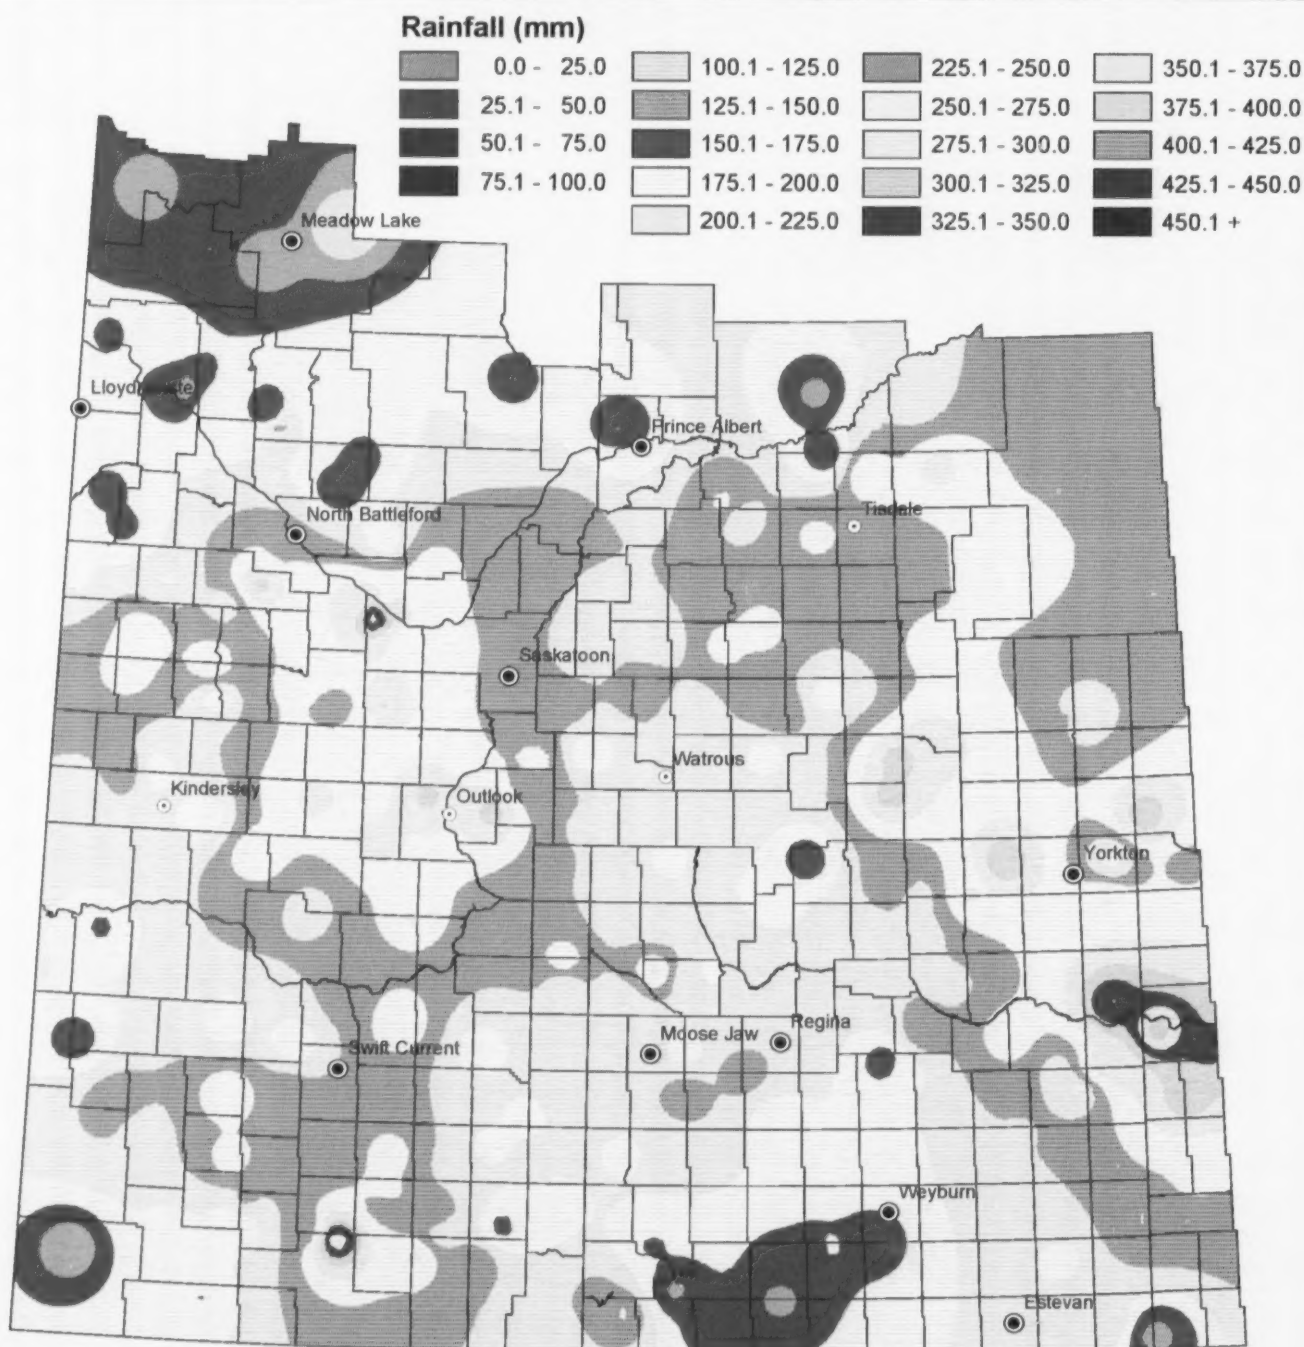 Rainfall (mm)
0.0 - 25.0
25.1 - 50.0
50.1 - 75.0
75.1 - 100.0
100.1 - 125.0
125.1 - 150.0
150.1 - 175.0
175.1 - 200.0
200.1 - 225.0
225.1 - 250.0
250.1 - 275.0
275.1 - 300.0
300.1 - 325.0
325.1 - 350.0
350.1 - 375.0
375.1 - 400.0
400.1 - 425.0
425.1 - 450.0
450.1 +
Meadow Lake
Prince Albert
North Battleford
Tisdale
Saskatoon
Watrous
Kindersley
Outlook
Yorkton
Regina
Moose Jaw
Swift Current
Weyburn
Estevan